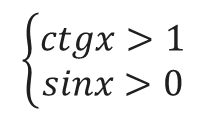 ctgx > 1
sinx > 0